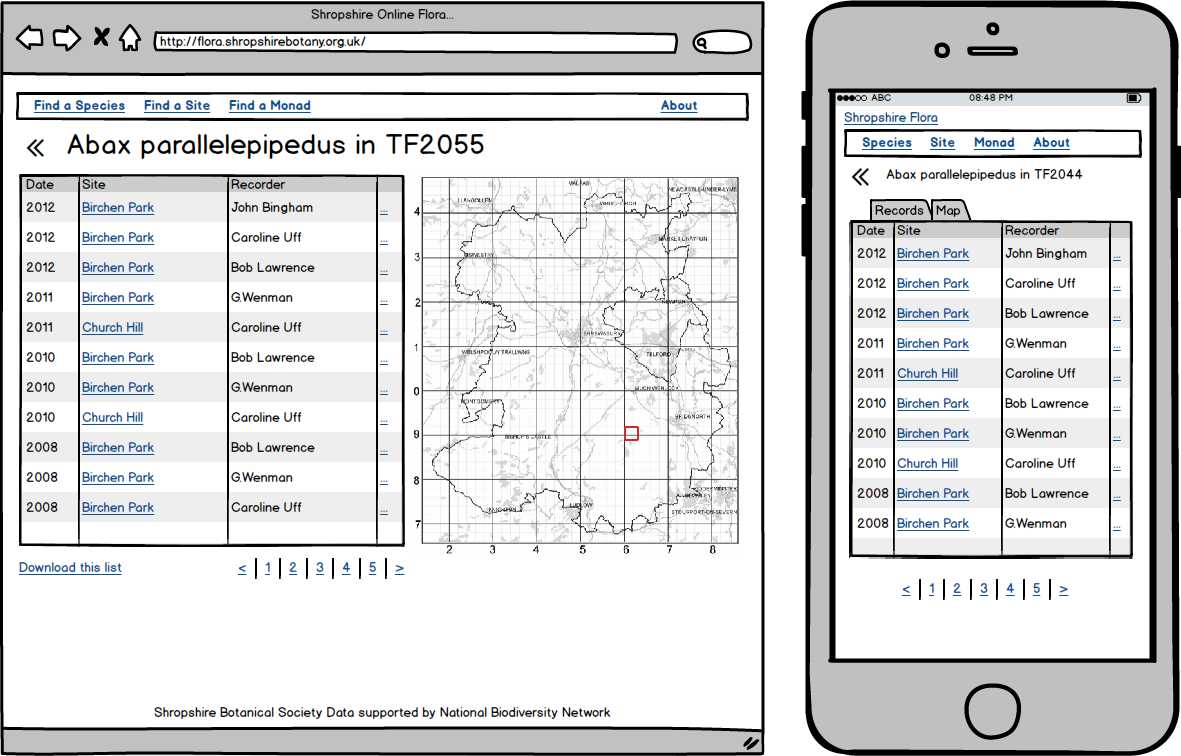 Shropshire Online Flora...
http://flora.shropshirebotany.org.uk/
Find a Species Find a Site Find a Monad About
« Abax parallelepipedus in TF2055
Date Site Recorder
2012 Birchen Park John Bingham ...
2012 Birchen Park Caroline Uff ...
2012 Birchen Park Bob Lawrence ...
2011 Birchen Park G.Wenman ...
2011 Church Hill Caroline Uff ...
2010 Birchen Park Bob Lawrence ...
2010 Birchen Park G.Wenman ...
2010 Church Hill Caroline Uff ...
2008 Birchen Park Bob Lawrence ...
2008 Birchen Park G.Wenman ...
2008 Birchen Park Caroline Uff ...
Download this list < | 1 | 2 | 3 | 4 | 5 | >
NEWCASTLE-UNDER-LYME
LLANGOLLEN
4
MARKET DRAYTON
3
OSWESTRY
2
NEWPORT
SHREWSBURY
1
WELSHPOOL/Y TRALLWNG TELFORD
0
MUCH WENLOCK
MONTGOMERY
BRIDGNORTH
9
BISHOP'S CASTLE
8
KNIGHTON LUDLOW
STOURPORT-ON-SEVERN
7
2 3 4 5 6 7 8
Shropshire Botanical Society Data supported by National Biodiversity Network
ABC 08:48 PM
Shropshire Flora
Species Site Monad About
« Abax parallelepipedus in TF2044
Records Map
Date Site Recorder
2012 Birchen Park John Bingham ...
2012 Birchen Park Caroline Uff ...
2012 Birchen Park Bob Lawrence ...
2011 Birchen Park G.Wenman ...
2011 Church Hill Caroline Uff ...
2010 Birchen Park Bob Lawrence ...
2010 Birchen Park G.Wenman ...
2010 Church Hill Caroline Uff ...
2008 Birchen Park Bob Lawrence ...
2008 Birchen Park G.Wenman ...
< | 1 | 2 | 3 | 4 | 5 | >